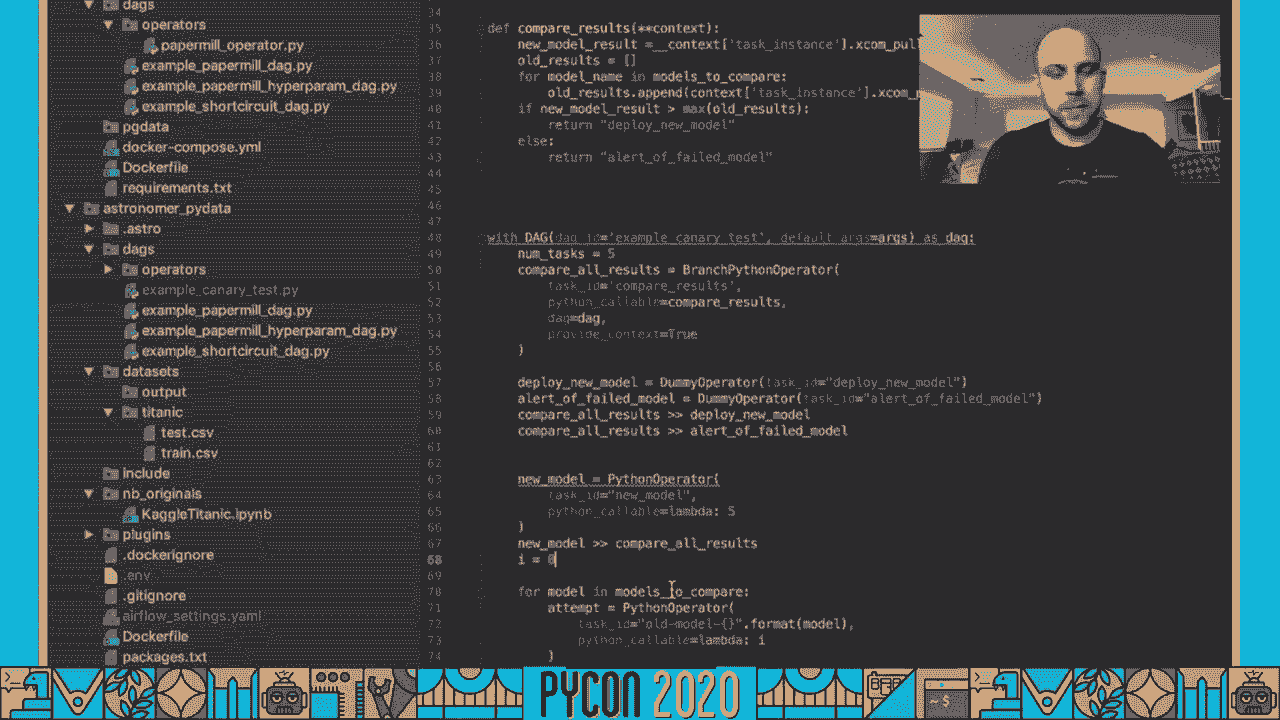 dags
operators
papermill_operator.py
example_papermill_dag.py
example_papermill_hyperparam_dag.py
example_shortcircuit_dag.py
pgdata
docker-compose.yml
Dockerfile
requirements.txt
astronomer_pydata
.astro
dags
operators
example_canary_test.py
example_papermill_dag.py
example_papermill_hyperparam_dag.py
example_shortcircuit_dag.py
datasets
output
titanic
test.csv
train.csv
include
nb_originals
KaggleTitanic.ipynb
plugins
.dockerignore
.env
.gitignore
airflow_settings.yaml
Dockerfile
packages.txt
34
35 def compare_results(**context):
36 new_model_result = context['task_instance'].xcom_pul
37 old_results = []
38 for model_name in models_to_compare:
39 old_results.append(context['task_instance'].xcom_p
40 if new_model_result > max(old_results):
41 return "deploy_new_model"
42 else:
43 return "alert_of_failed_model"
44
45
46
47
48 with DAG(dag_id='example_canary_test', default_args=args) as dag:
49 num_tasks = 5
50 compare_all_results = BranchPythonOperator(
51 task_id='compare_results',
52 python_callable=compare_results,
53 dag=dag,
54 provide_context=True
55 )
56
57 deploy_new_model = DummyOperator(task_id="deploy_new_model")
58 alert_of_failed_model = DummyOperator(task_id="alert_of_failed_model")
59 compare_all_results >> deploy_new_model
60 compare_all_results >> alert_of_failed_model
61
62
63 new_model = PythonOperator(
64 task_id="new_model",
65 python_callable=lambda: 5
66 )
67 new_model >> compare_all_results
68 i = 0
69
70 for model in models_to_compare:
71 attempt = PythonOperator(
72 task_id="old-model-{}".format(model),
73 python_callable=lambda: i
74 )
PYCON 2020